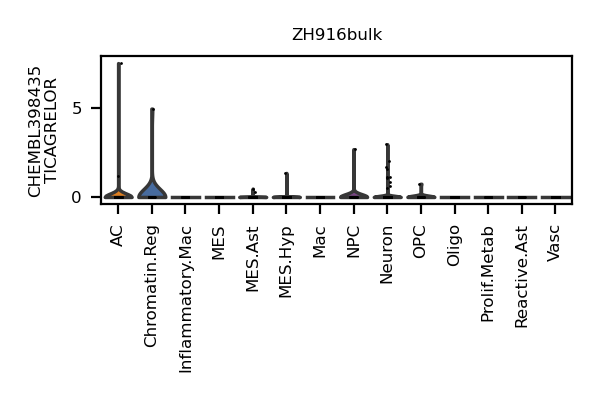 ZH916bulk
CHEMBL398435
TICAGRELOR
5
0
AC
Chromatin.Reg
Inflammatory.Mac
MES
MES.Ast
MES.Hyp
Mac
NPC
Neuron
OPC
Oligo
Prolif.Metab
Reactive.Ast
Vasc